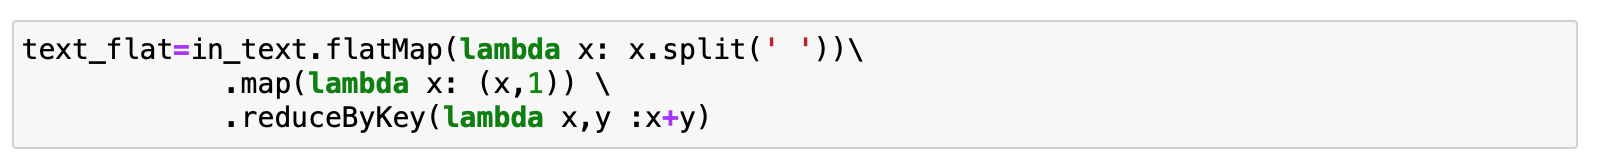 text_flat=in_text.flatMap(lambda x: x.split(' '))\
            .map(lambda x: (x,1)) \
            .reduceByKey(lambda x,y :x+y)